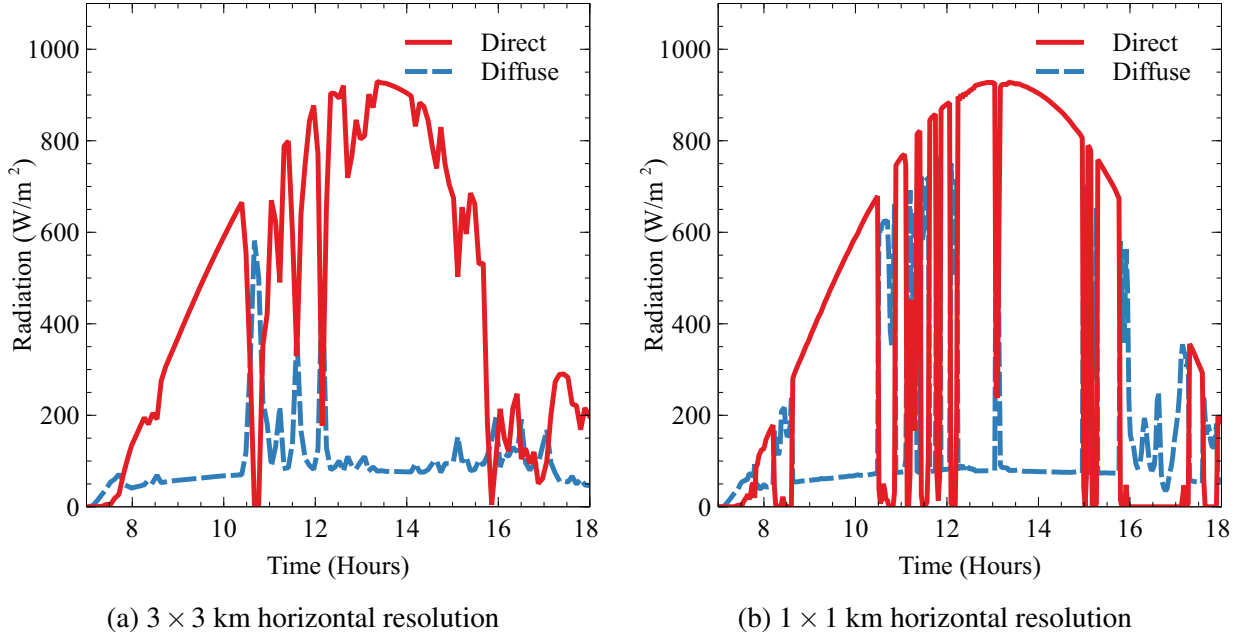 1000
800
600
400
200
0
Radiation (W/m²)
Direct
Diffuse
8 10 12 14 16 18
Time (Hours)
(a) 3 × 3 km horizontal resolution
1000
800
600
400
200
0
Radiation (W/m²)
Direct
Diffuse
8 10 12 14 16 18
Time (Hours)
(b) 1 × 1 km horizontal resolution